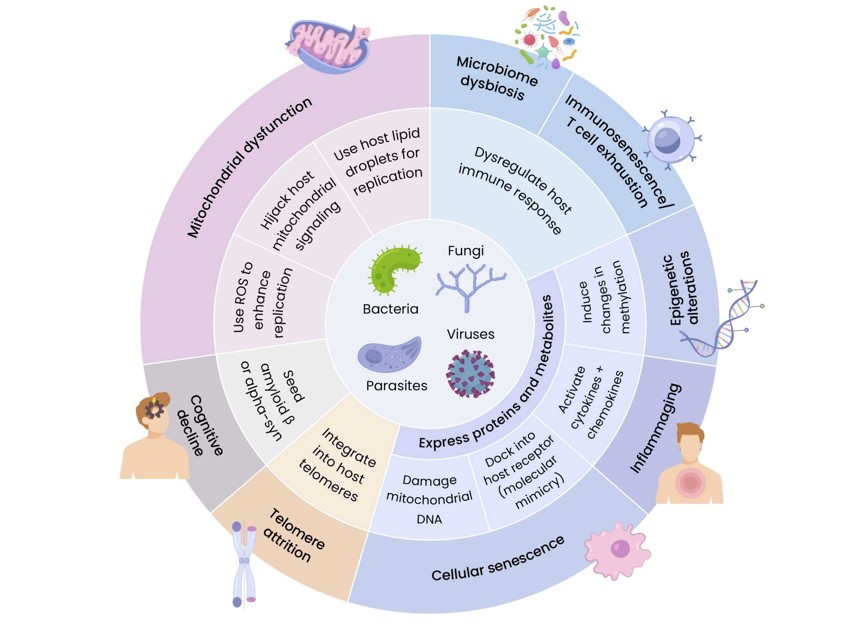 Microbiome
dysbiosis
Immunosenescence/
T cell exhaustion
Epigenetic
alterations
Inflammaging
Cellular senescence
Telomere
attrition
Cognitive
decline
Mitochondrial dysfunction
Dysregulate host
immune response
Induce
changes in
methylation
Activate
cytokines +
chemokines
Dock into
host receptor
(molecular
mimicry)
Damage
mitochondrial
DNA
Express proteins and metabolites
Integrate
into host
telomeres
Seed
amyloid β
or alpha-syn
Use ROS to
enhance
replication
Hijack host
mitochondrial
signaling
Use host lipid
droplets for
replication
Fungi
Bacteria
Viruses
Parasites